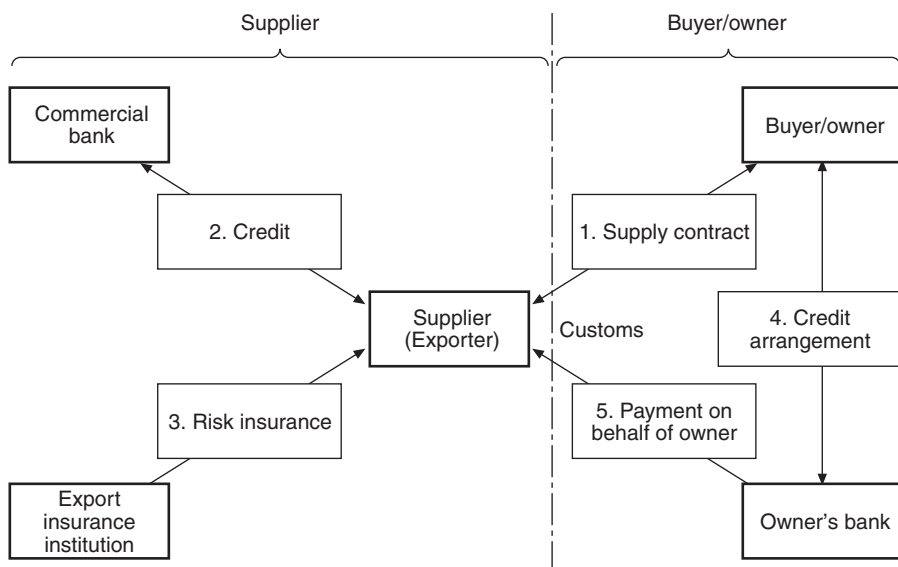 Supplier
Buyer/owner
Commercial
bank
Buyer/owner
2. Credit
1. Supply contract
Supplier
(Exporter)
Customs
4. Credit
arrangement
3. Risk insurance
5. Payment on
behalf of owner
Export
insurance
institution
Owner's bank